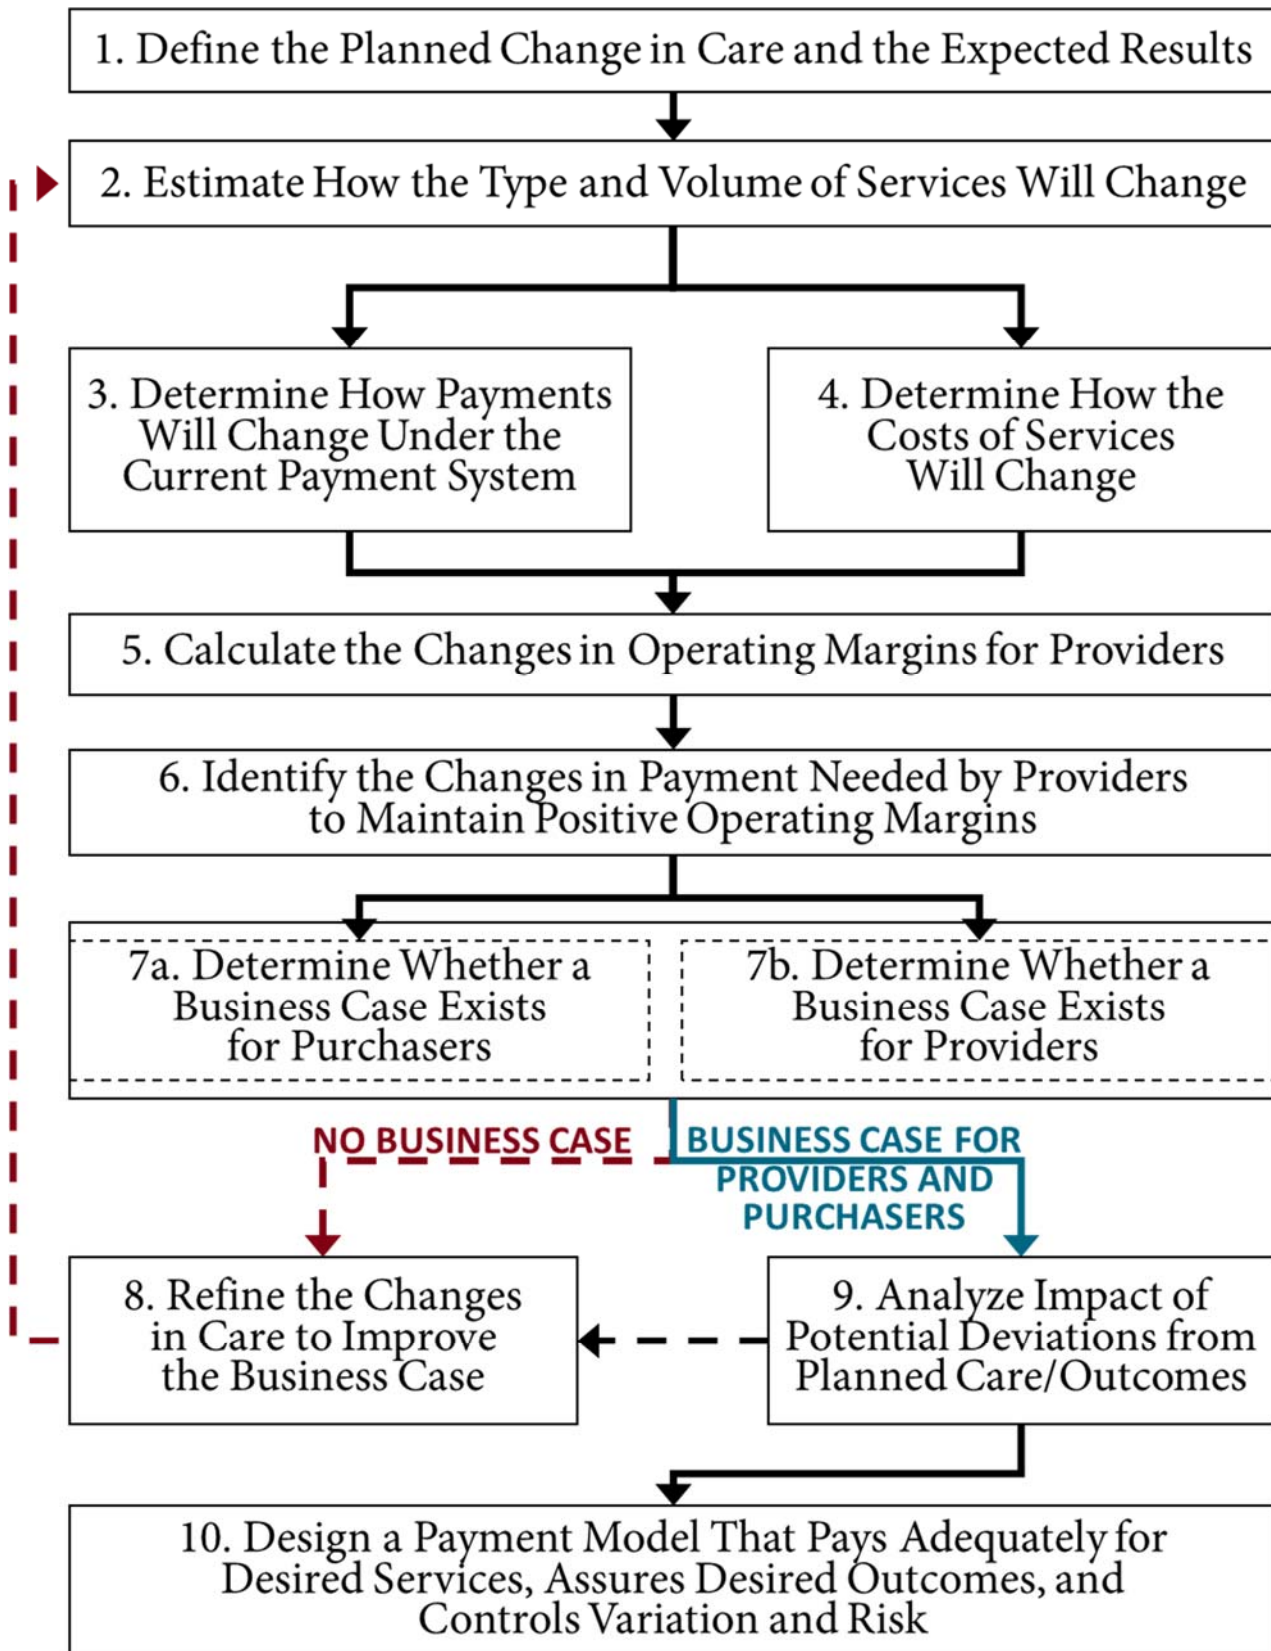 1. Define the Planned Change in Care and the Expected Results
2. Estimate How the Type and Volume of Services Will Change
3. Determine How Payments
Will Change Under the
Current Payment System
4. Determine How the
Costs of Services
Will Change
5. Calculate the Changes in Operating Margins for Providers
6. Identify the Changes in Payment Needed by Providers
to Maintain Positive Operating Margins
7a. Determine Whether a
Business Case Exists
for Purchasers
7b. Determine Whether a
Business Case Exists
for Providers
NO BUSINESS CASE
BUSINESS CASE FOR
PROVIDERS AND
PURCHASERS
8. Refine the Changes
in Care to Improve
the Business Case
9. Analyze Impact of
Potential Deviations from
Planned Care/Outcomes
10. Design a Payment Model That Pays Adequately for
Desired Services, Assures Desired Outcomes, and
Controls Variation and Risk